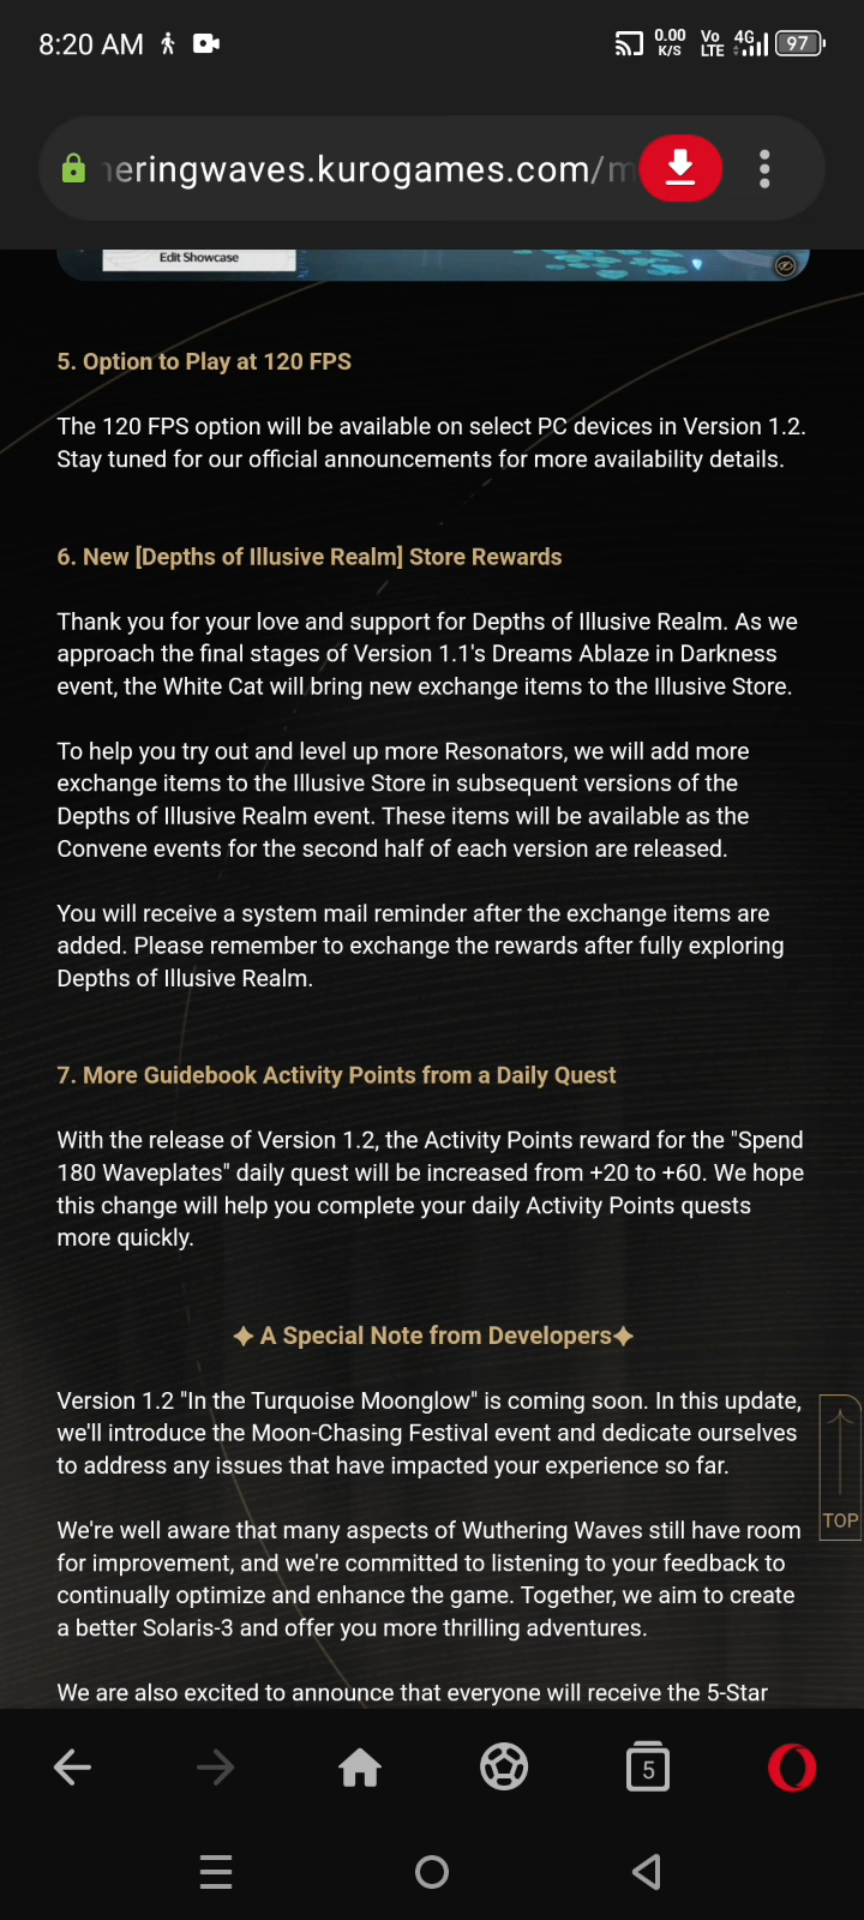 8:20 AM
0.00 K/S
Vo LTE
4G
97
eringwaves.kurogames.com/m
Edit Showcase
5. Option to Play at 120 FPS
The 120 FPS option will be available on select PC devices in Version 1.2.
Stay tuned for our official announcements for more availability details.
6. New [Depths of Illusive Realm] Store Rewards
Thank you for your love and support for Depths of Illusive Realm. As we
approach the final stages of Version 1.1's Dreams Ablaze in Darkness
event, the White Cat will bring new exchange items to the Illusive Store.
To help you try out and level up more Resonators, we will add more
exchange items to the Illusive Store in subsequent versions of the
Depths of Illusive Realm event. These items will be available as the
Convene events for the second half of each version are released.
You will receive a system mail reminder after the exchange items are
added. Please remember to exchange the rewards after fully exploring
Depths of Illusive Realm.
7. More Guidebook Activity Points from a Daily Quest
With the release of Version 1.2, the Activity Points reward for the "Spend
180 Waveplates" daily quest will be increased from +20 to +60. We hope
this change will help you complete your daily Activity Points quests
more quickly.
✦ A Special Note from Developers✦
Version 1.2 "In the Turquoise Moonglow" is coming soon. In this update,
we'll introduce the Moon-Chasing Festival event and dedicate ourselves
to address any issues that have impacted your experience so far.
TOP
We're well aware that many aspects of Wuthering Waves still have room
for improvement, and we're committed to listening to your feedback to
continually optimize and enhance the game. Together, we aim to create
a better Solaris-3 and offer you more thrilling adventures.
We are also excited to announce that everyone will receive the 5-Star
5